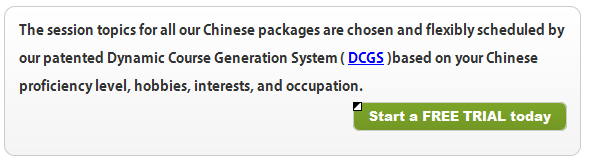 The session topics for all our Chinese packages are chosen and flexibly scheduled by
our patented Dynamic Course Generation System ( DCGS )based on your Chinese
proficiency level, hobbies, interests, and occupation.
Start a FREE TRIAL today